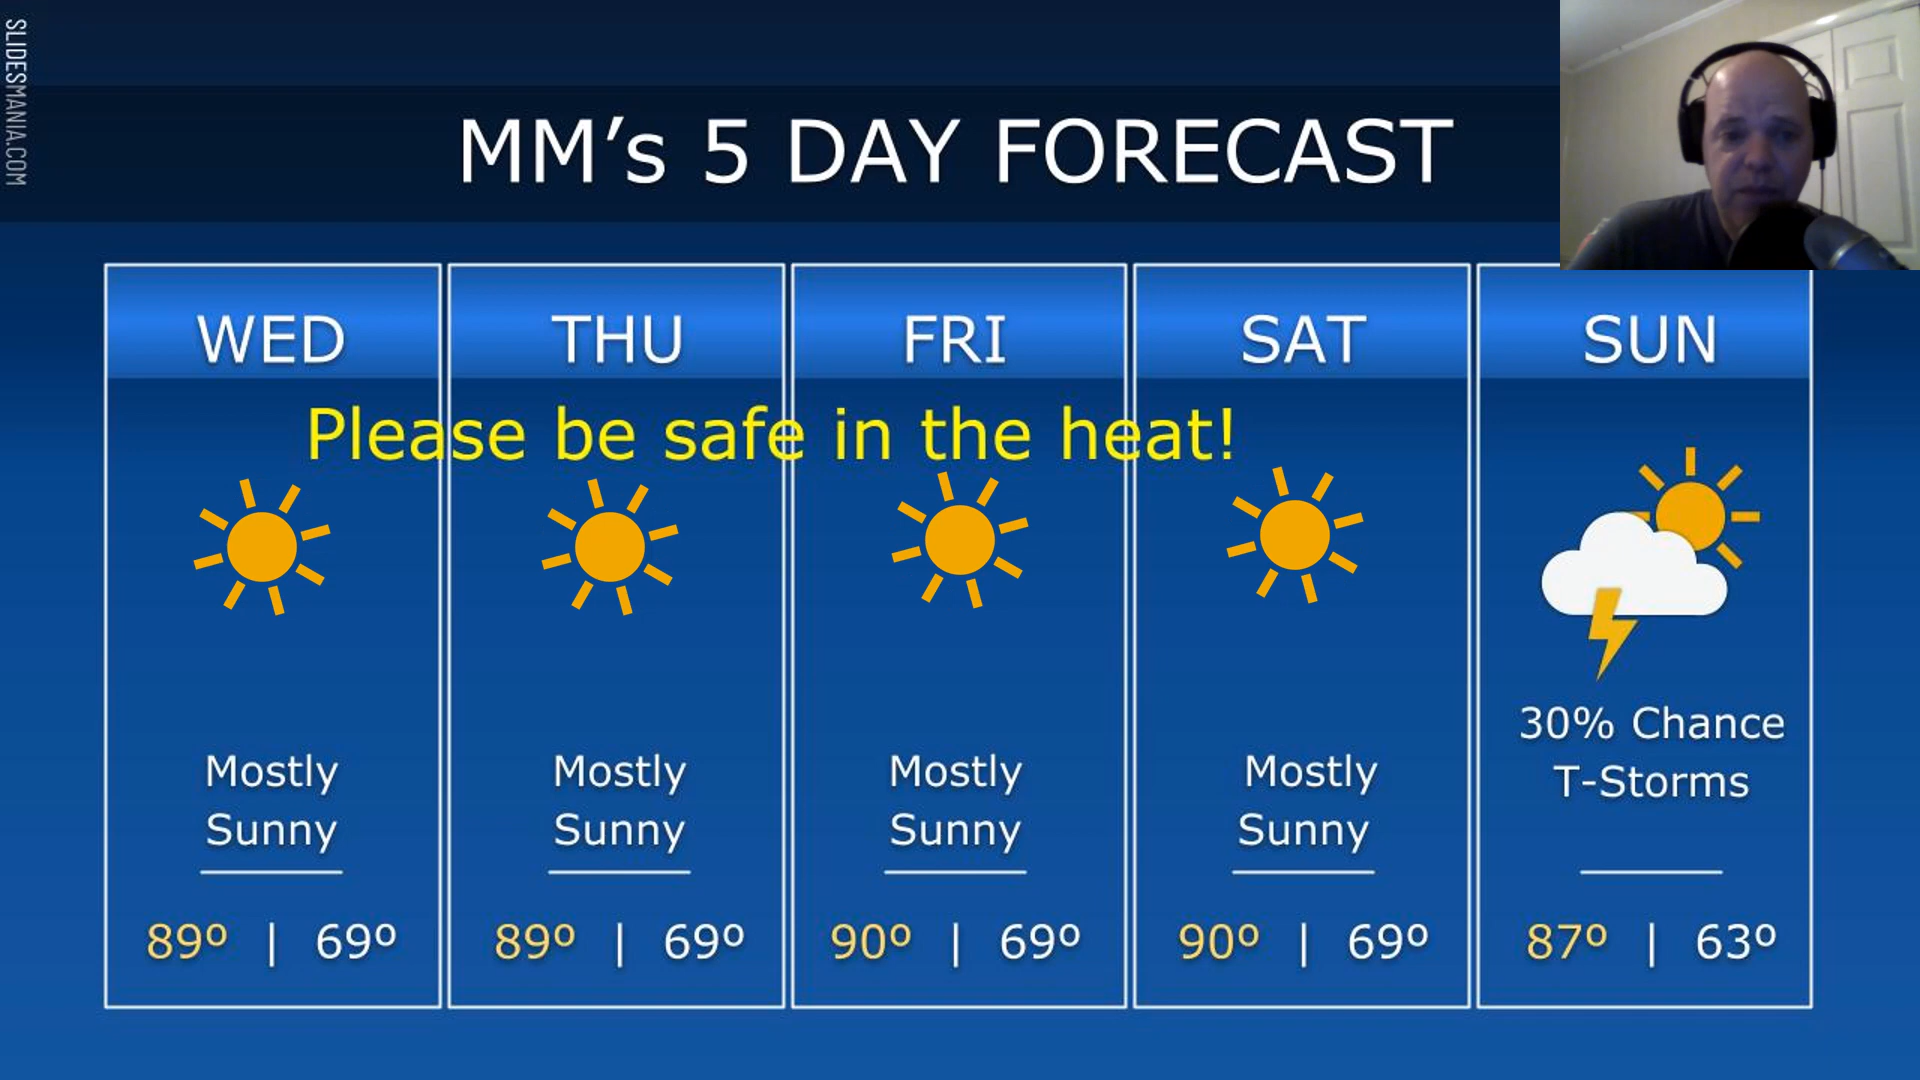 SLIDESMANIA.COM
MM’s 5 DAY FORECAST
WED
THU
FRI
SAT
SUN
Please be safe in the heat!
Mostly
Sunny
89º | 69º
Mostly
Sunny
89º | 69º
Mostly
Sunny
90º | 69º
Mostly
Sunny
90º | 69º
30% Chance
T-Storms
87º | 63º